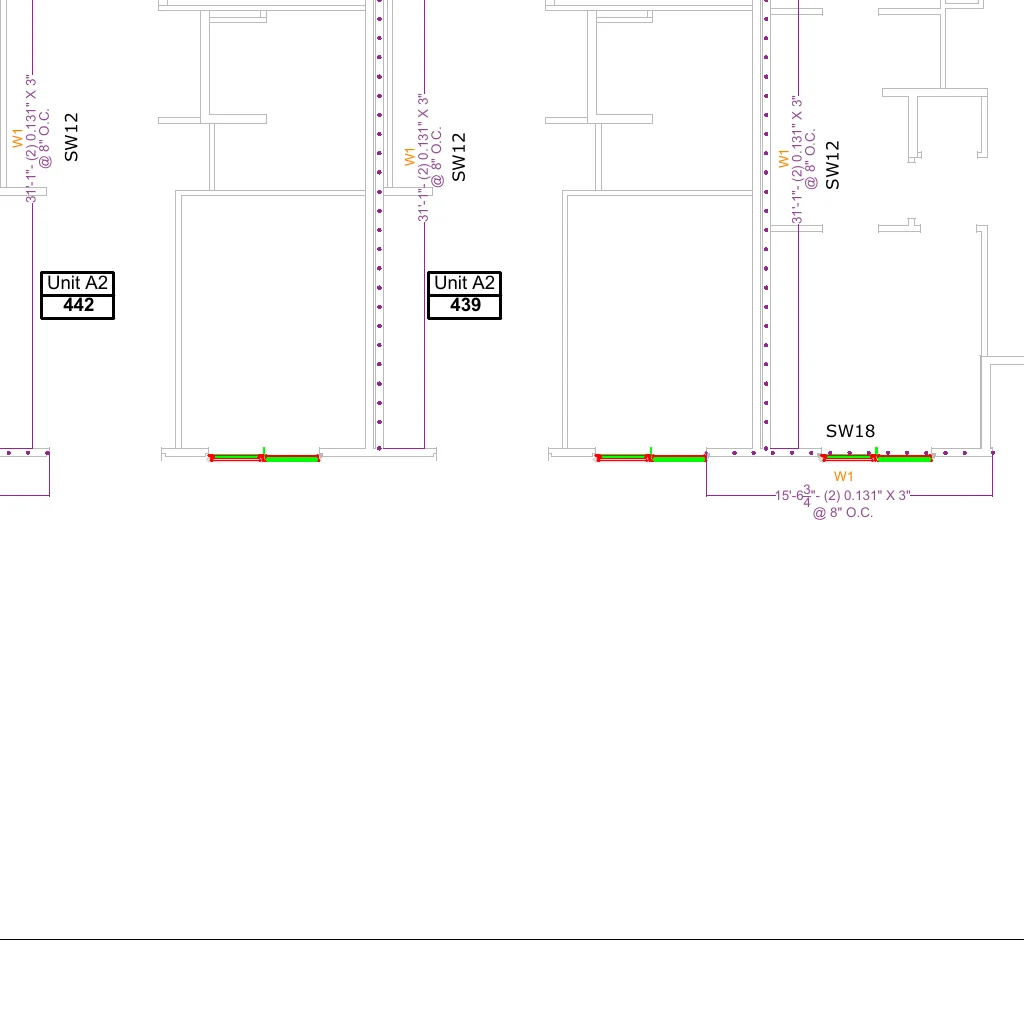 W1
31'-1"- (2) 0.131" X 3"
@ 8" O.C.
SW12
W1
31'-1"- (2) 0.131" X 3"
@ 8" O.C.
SW12
W1
31'-1"- (2) 0.131" X 3"
@ 8" O.C.
SW12
Unit A2
442
Unit A2
439
SW18
W1
15'-6 3/4"- (2) 0.131" X 3"
@ 8" O.C.